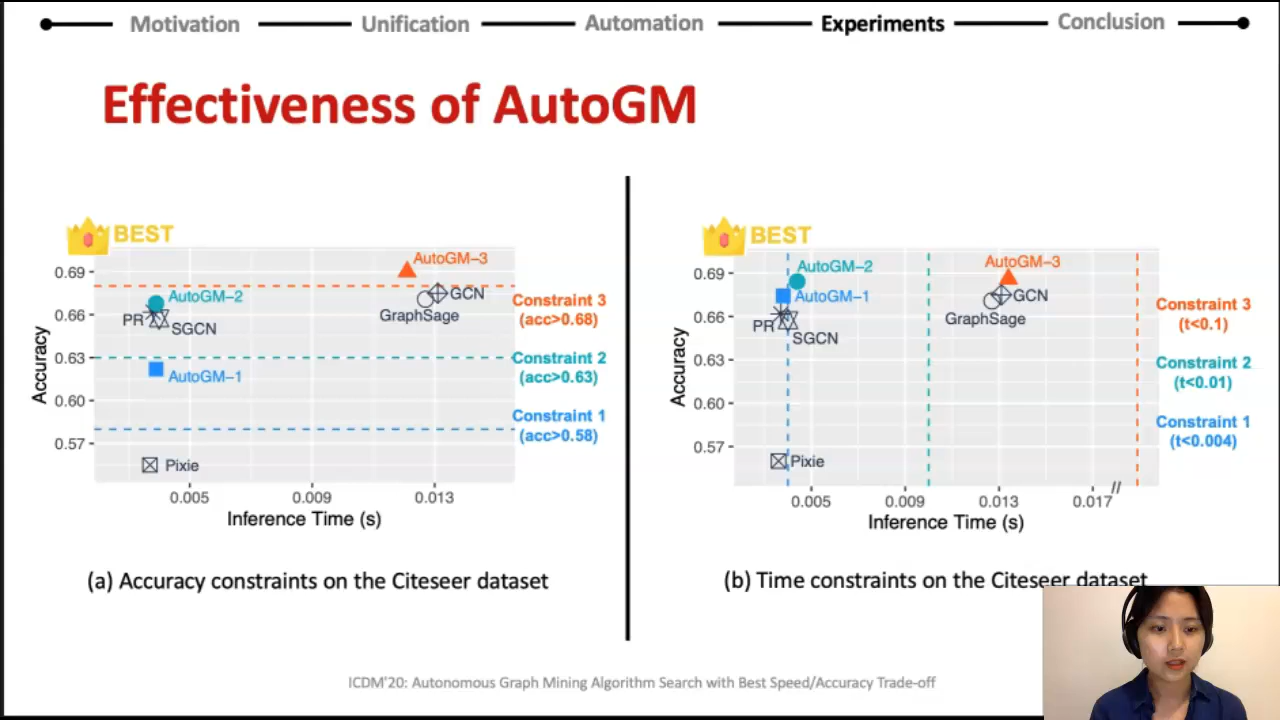 Motivation Unification Automation Experiments Conclusion
Effectiveness of AutoGM
BEST
Accuracy
0.69
0.66
0.63
0.60
0.57
AutoGM–3
AutoGM–2
GCN
GraphSage
PR
SGCN
AutoGM–1
Pixie
Constraint 3
(acc>0.68)
Constraint 2
(acc>0.63)
Constraint 1
(acc>0.58)
0.005 0.009 0.013
Inference Time (s)
(a) Accuracy constraints on the Citeseer dataset
BEST
Accuracy
0.69
0.66
0.63
0.60
0.57
AutoGM–3
AutoGM–2
AutoGM–1
GCN
GraphSage
PR
SGCN
Pixie
Constraint 3
(t<0.1)
Constraint 2
(t<0.01)
Constraint 1
(t<0.004)
0.005 0.009 0.013 0.017 //
Inference Time (s)
(b) Time constraints on the Citeseer dataset
ICDM'20: Autonomous Graph Mining Algorithm Search with Best Speed/Accuracy Trade-off